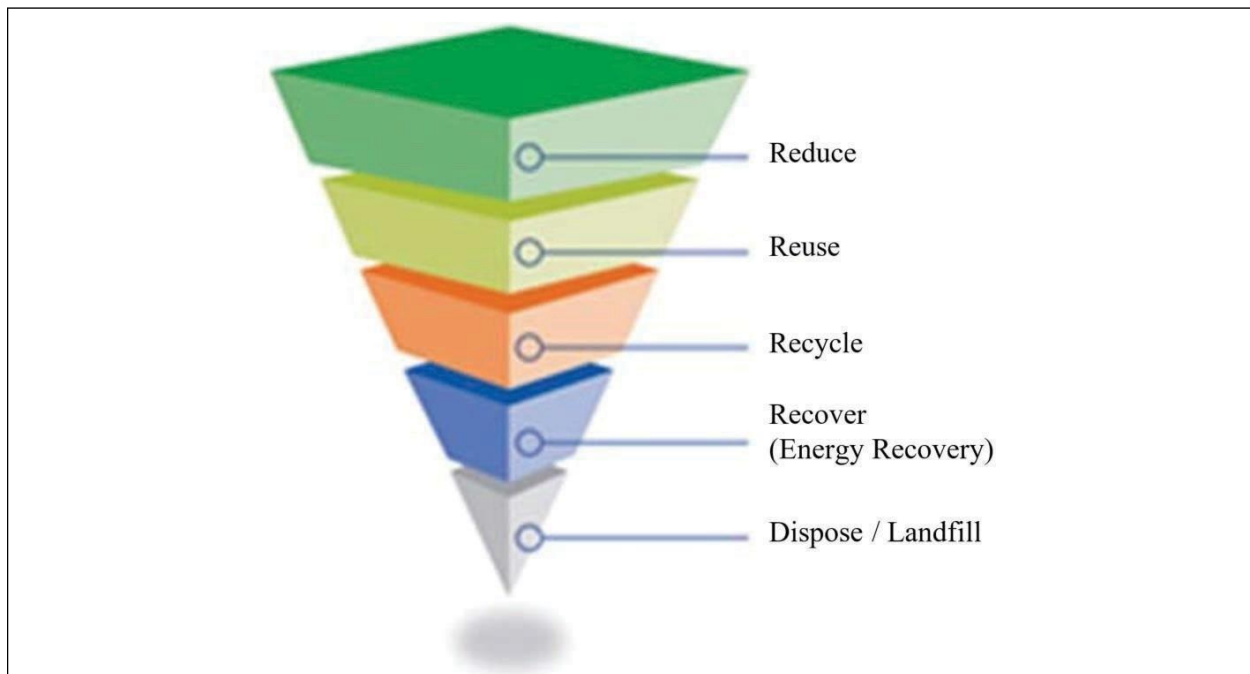 Reduce
Reuse
Recycle
Recover
(Energy Recovery)
Dispose / Landfill